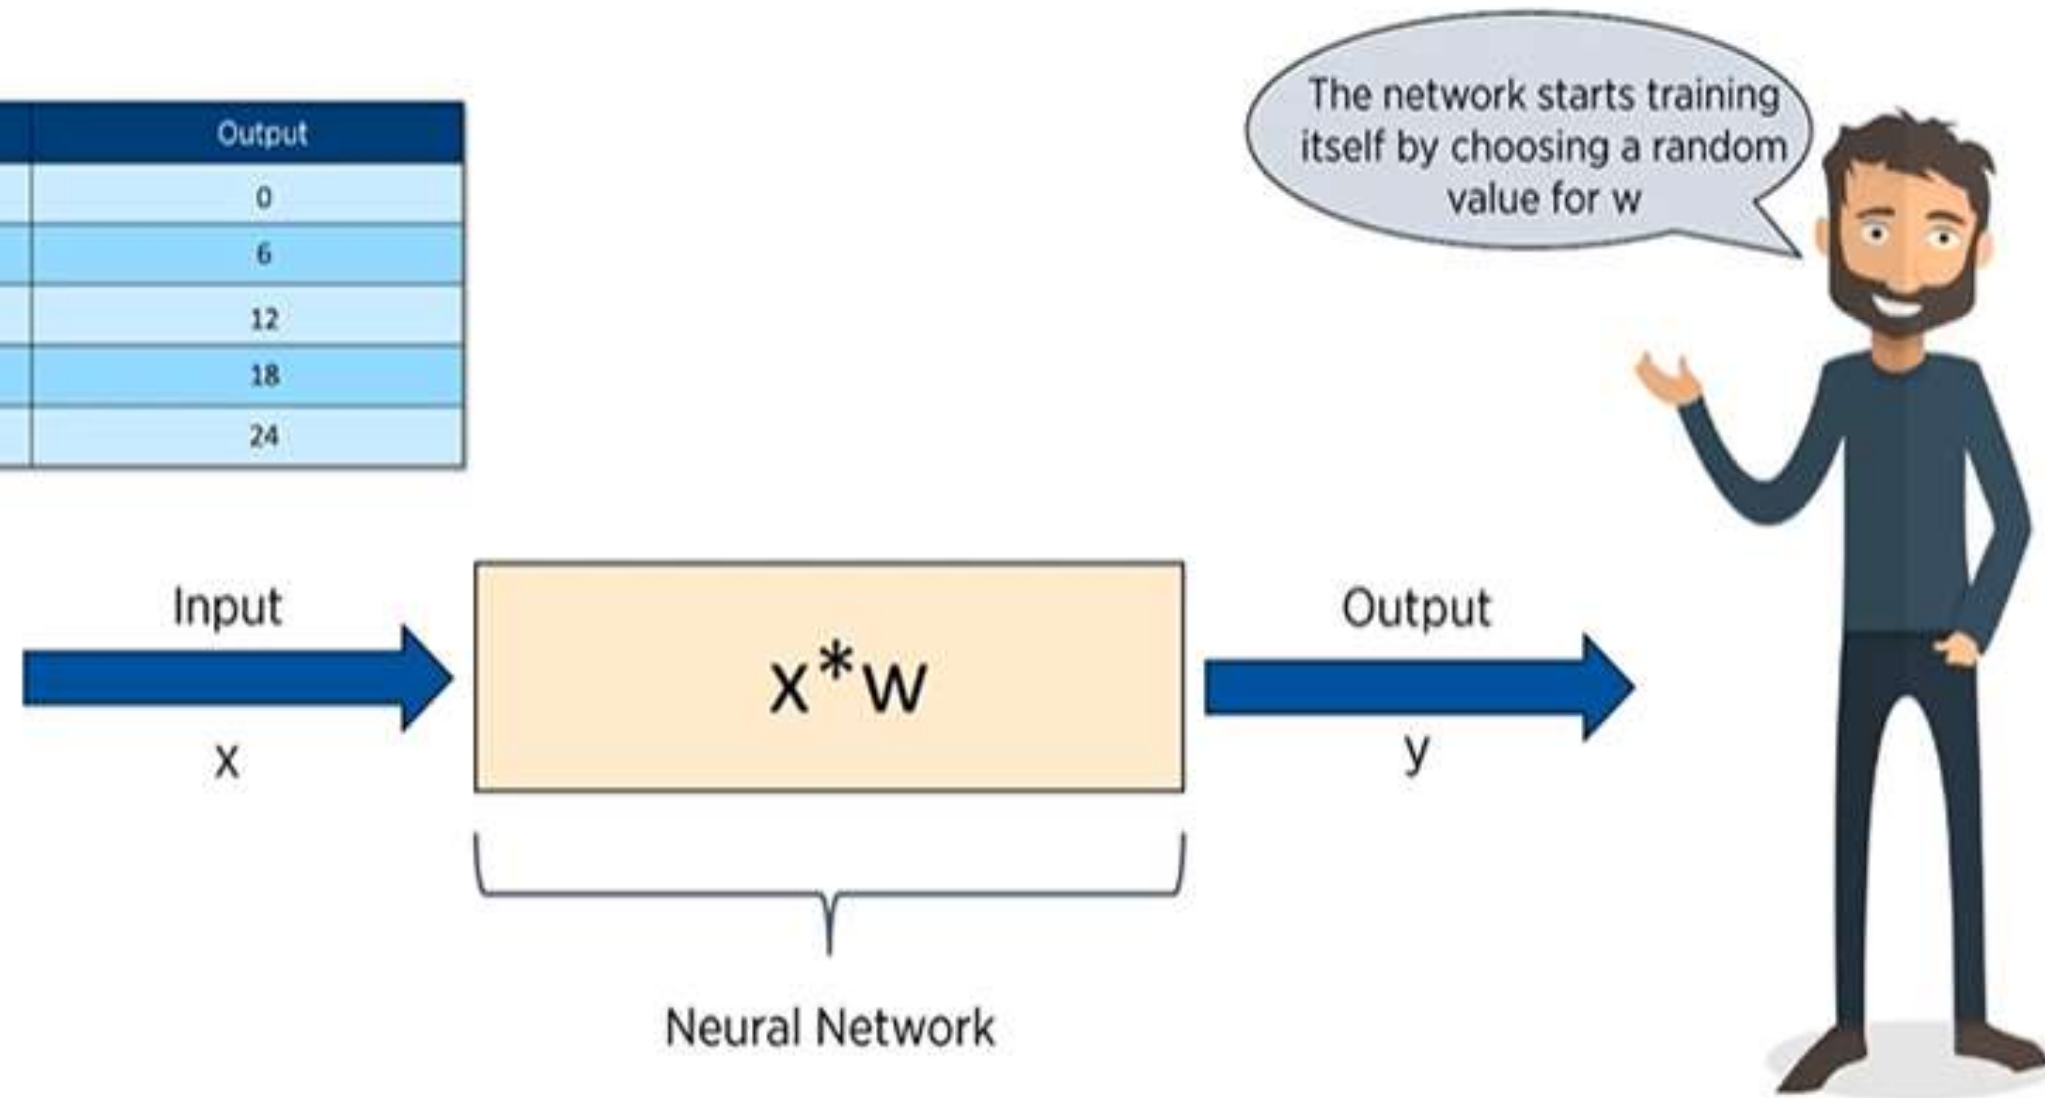 Output
0
6
12
18
24
The network starts training
itself by choosing a random
value for w
Input
x
x*w
Output
y
Neural Network